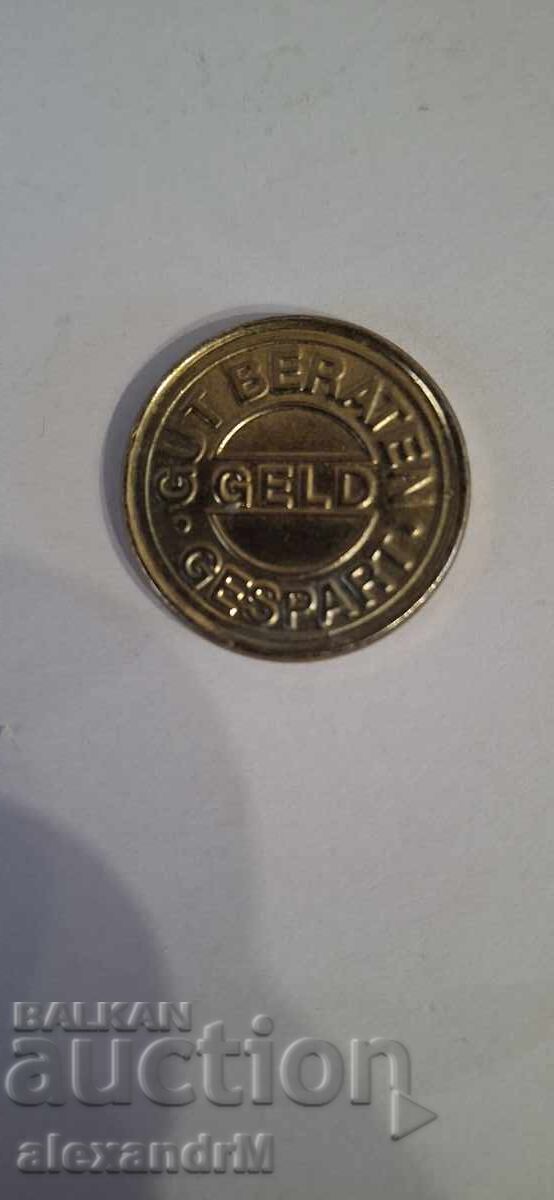 GUT BERATEN
GELD
• GESPART •
BALKAN
auction
alexandrM